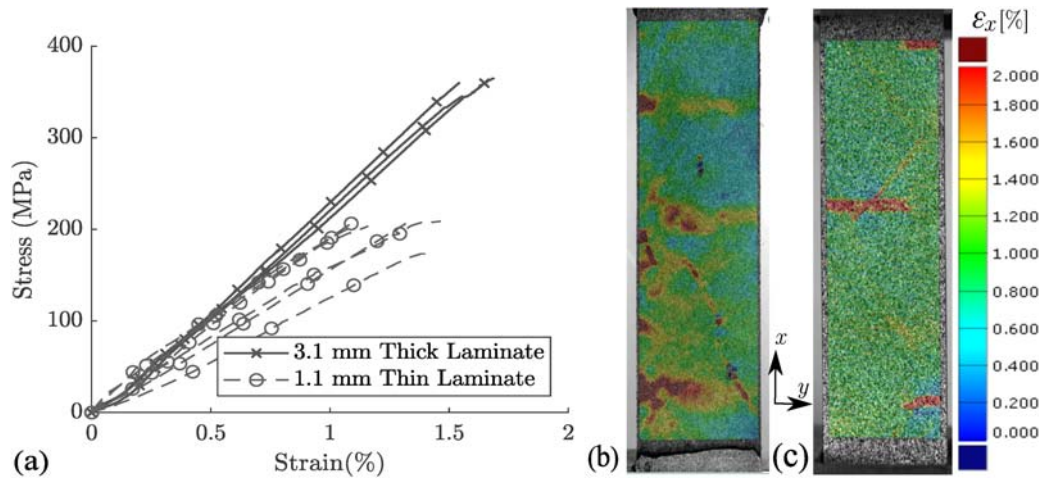 400
300
200
100
0
Stress (MPa)
3.1 mm Thick Laminate
1.1 mm Thin Laminate
0 0.5 1 1.5 2
Strain(%)
(a)
(b)
x
y
(c)
εx[%]
2.000
1.800
1.600
1.400
1.200
1.000
0.800
0.600
0.400
0.200
0.000